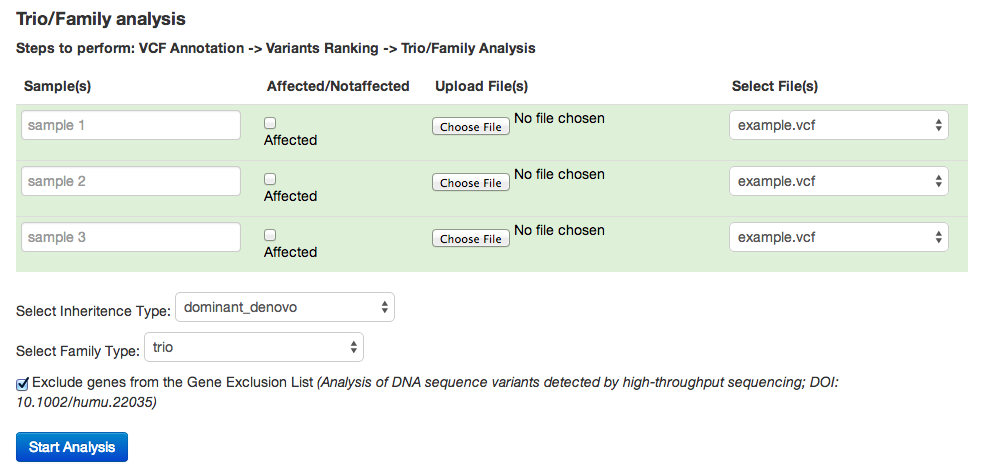 Trio/Family analysis
Steps to perform: VCF Annotation -> Variants Ranking -> Trio/Family Analysis
Sample(s) Affected/Notaffected Upload File(s) Select File(s)
sample 1 Affected Choose File No file chosen example.vcf
sample 2 Affected Choose File No file chosen example.vcf
sample 3 Affected Choose File No file chosen example.vcf
Select Inheritence Type: dominant_denovo
Select Family Type: trio
Exclude genes from the Gene Exclusion List (Analysis of DNA sequence variants detected by high-throughput sequencing; DOI:
10.1002/humu.22035)
Start Analysis